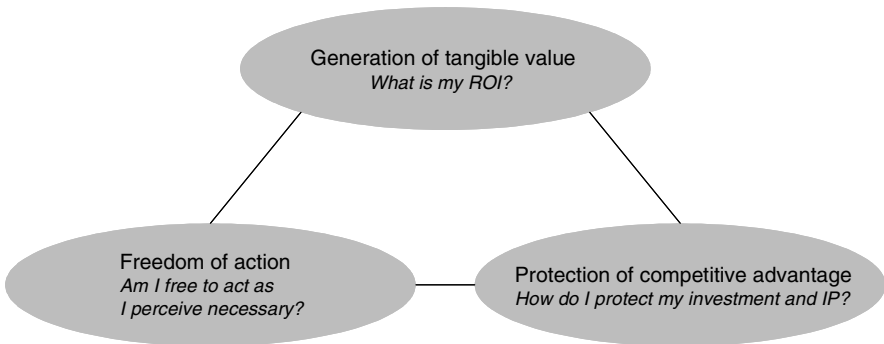 Generation of tangible value
What is my ROI?
Freedom of action
Am I free to act as
I perceive necessary?
Protection of competitive advantage
How do I protect my investment and IP?